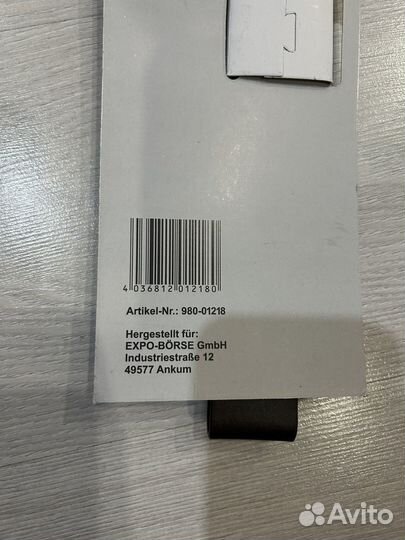 4 036812 012180
Artikel-Nr.: 980-01218
Hergestellt für:
EXPO-BÖRSE GmbH
Industriestraße 12
49577 Ankum
Avito